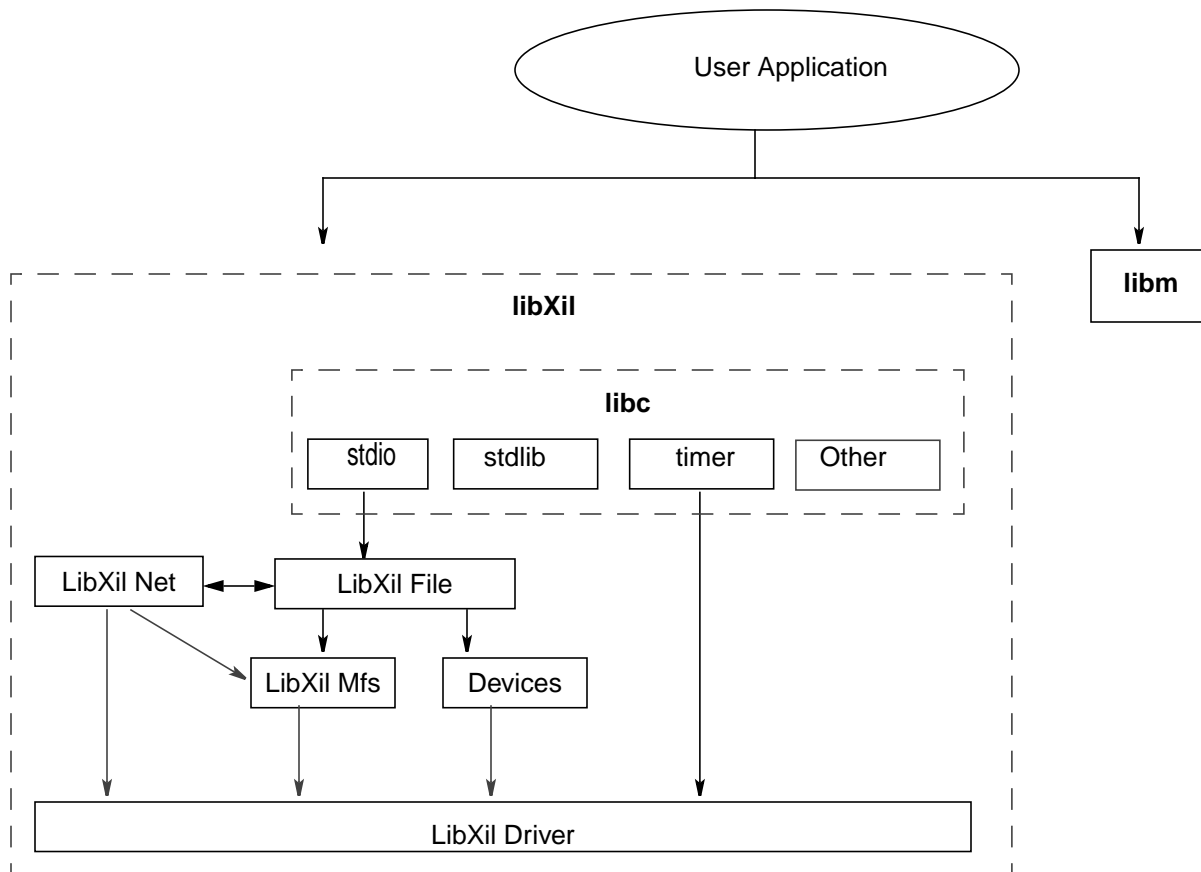 User Application
libm
libXil
libc
stdio
stdlib
timer
Other
LibXil Net
LibXil File
LibXil Mfs
Devices
LibXil Driver